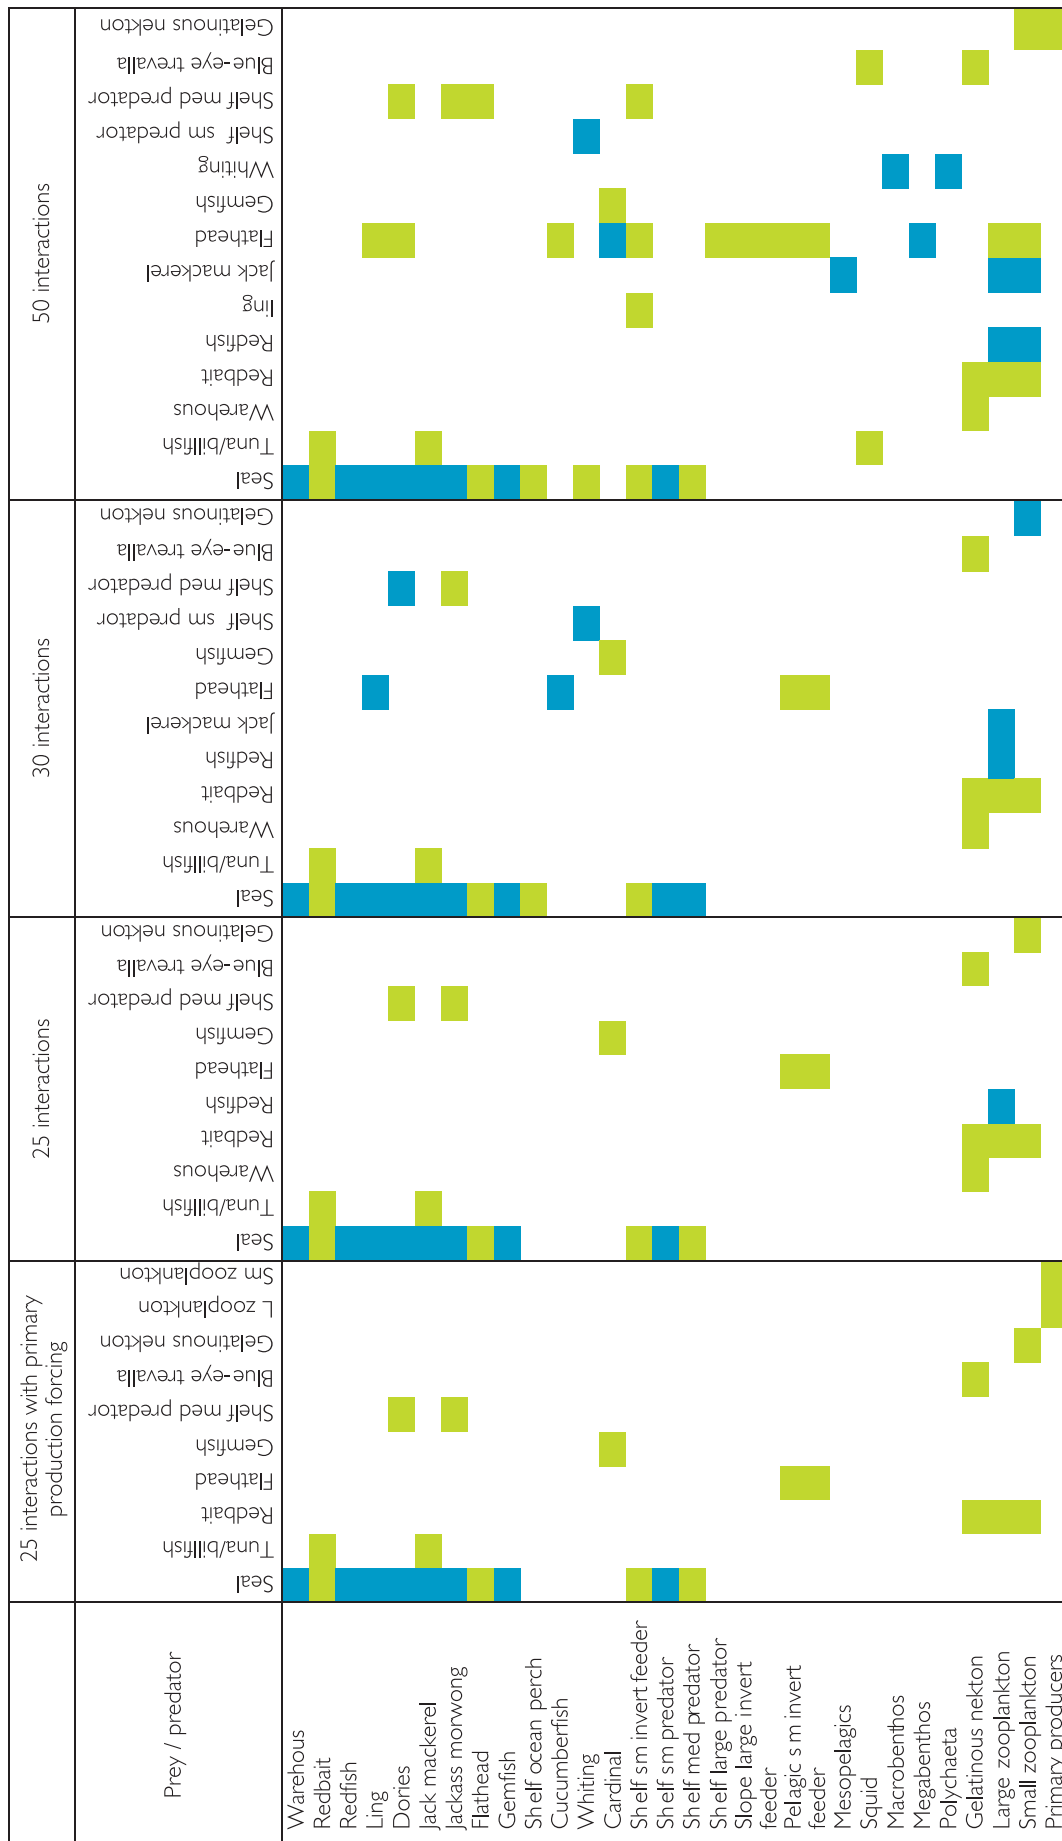 Prey / predator
25 interactions with primary
production forcing
25 interactions
30 interactions
50 interactions
Seal
Tuna/billfish
Redbait
Flathead
Gemfish
Shelf med predator
Blue-eye trevalla
Gelatinous nekton
L zooplankton
Sm zooplankton
Seal
Tuna/billfish
Warehous
Redbait
Redfish
Flathead
Gemfish
Shelf med predator
Blue-eye trevalla
Gelatinous nekton
Seal
Tuna/billfish
Warehous
Redbait
Redfish
Jack mackerel
Flathead
Gemfish
Shelf sm predator
Shelf med predator
Blue-eye trevalla
Gelatinous nekton
Seal
Tuna/billfish
Warehous
Redbait
Redfish
ling
Jack mackerel
Flathead
Gemfish
Whiting
Shelf sm predator
Shelf med predator
Blue-eye trevalla
Gelatinous nekton
Warehous
Redbait
Redfish
Ling
Dories
Jack mackerel
Jackass morwong
Flathead
Gemfish
Shelf ocean perch
Cucumberfish
Whiting
Cardinal
Shelf sm invert feeder
Shelf sm predator
Shelf med predator
Shelf large predator
Slope large invert
feeder
Pelagic s m invert
feeder
Mesopelagics
Squid
Macrobenthos
Megabenthos
Polychaeta
Gelatinous nekton
Large zooplankton
Small zooplankton
Primary producers